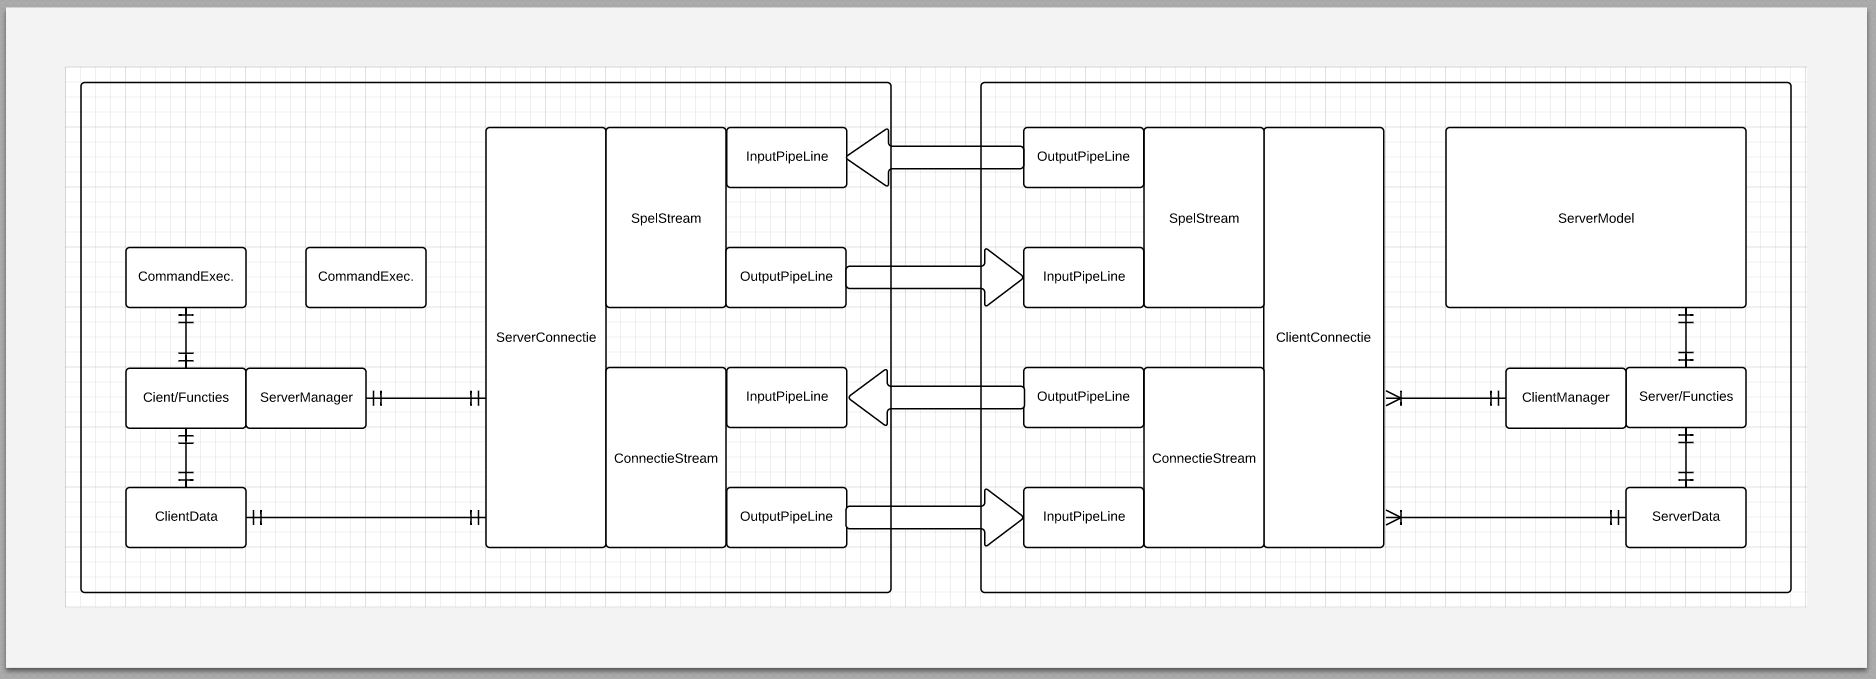 InputPipeLine
OutputPipeLine
SpelStream
SpelStream
ServerModel
CommandExec.
CommandExec.
OutputPipeLine
InputPipeLine
ServerConnectie
ClientConnectie
Cient/Functies
ServerManager
InputPipeLine
OutputPipeLine
ClientManager
Server/Functies
ConnectieStream
ConnectieStream
ClientData
OutputPipeLine
InputPipeLine
ServerData